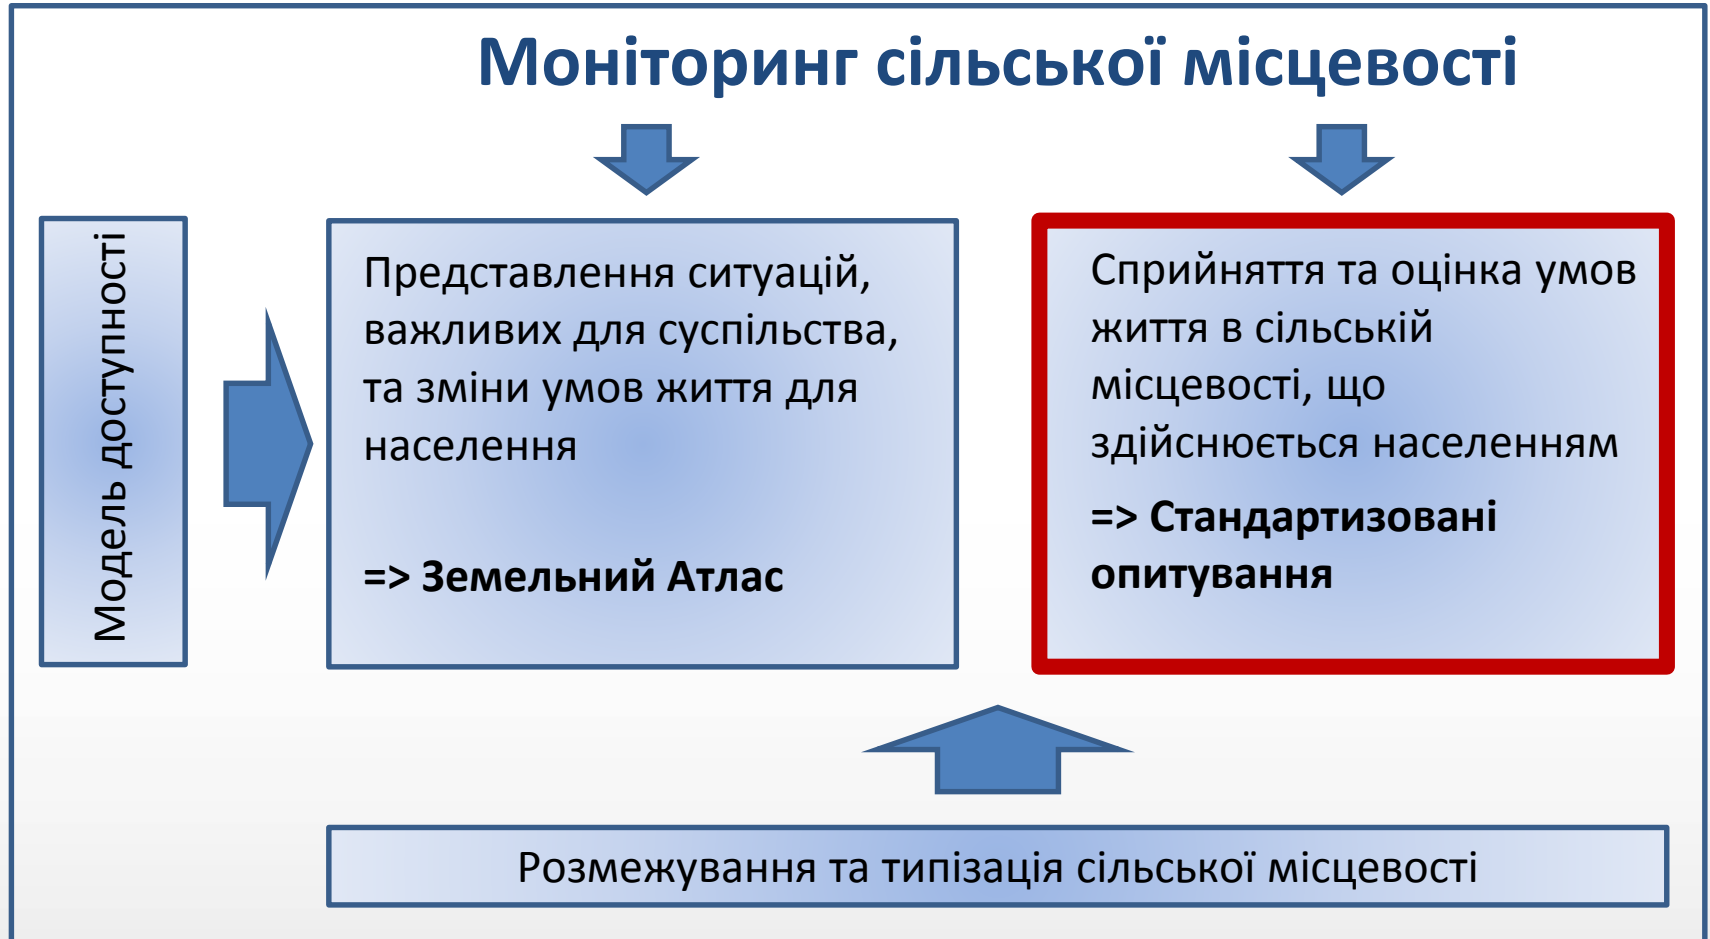 Моніторинг сільської місцевості
Модель доступності
Представлення ситуацій,
важливих для суспільства,
та зміни умов життя для
населення
=> Земельний Атлас
Сприйняття та оцінка умов
життя в сільській
місцевості, що
здійснюється населенням
=> Стандартизовані
опитування
Розмежування та типізація сільської місцевості